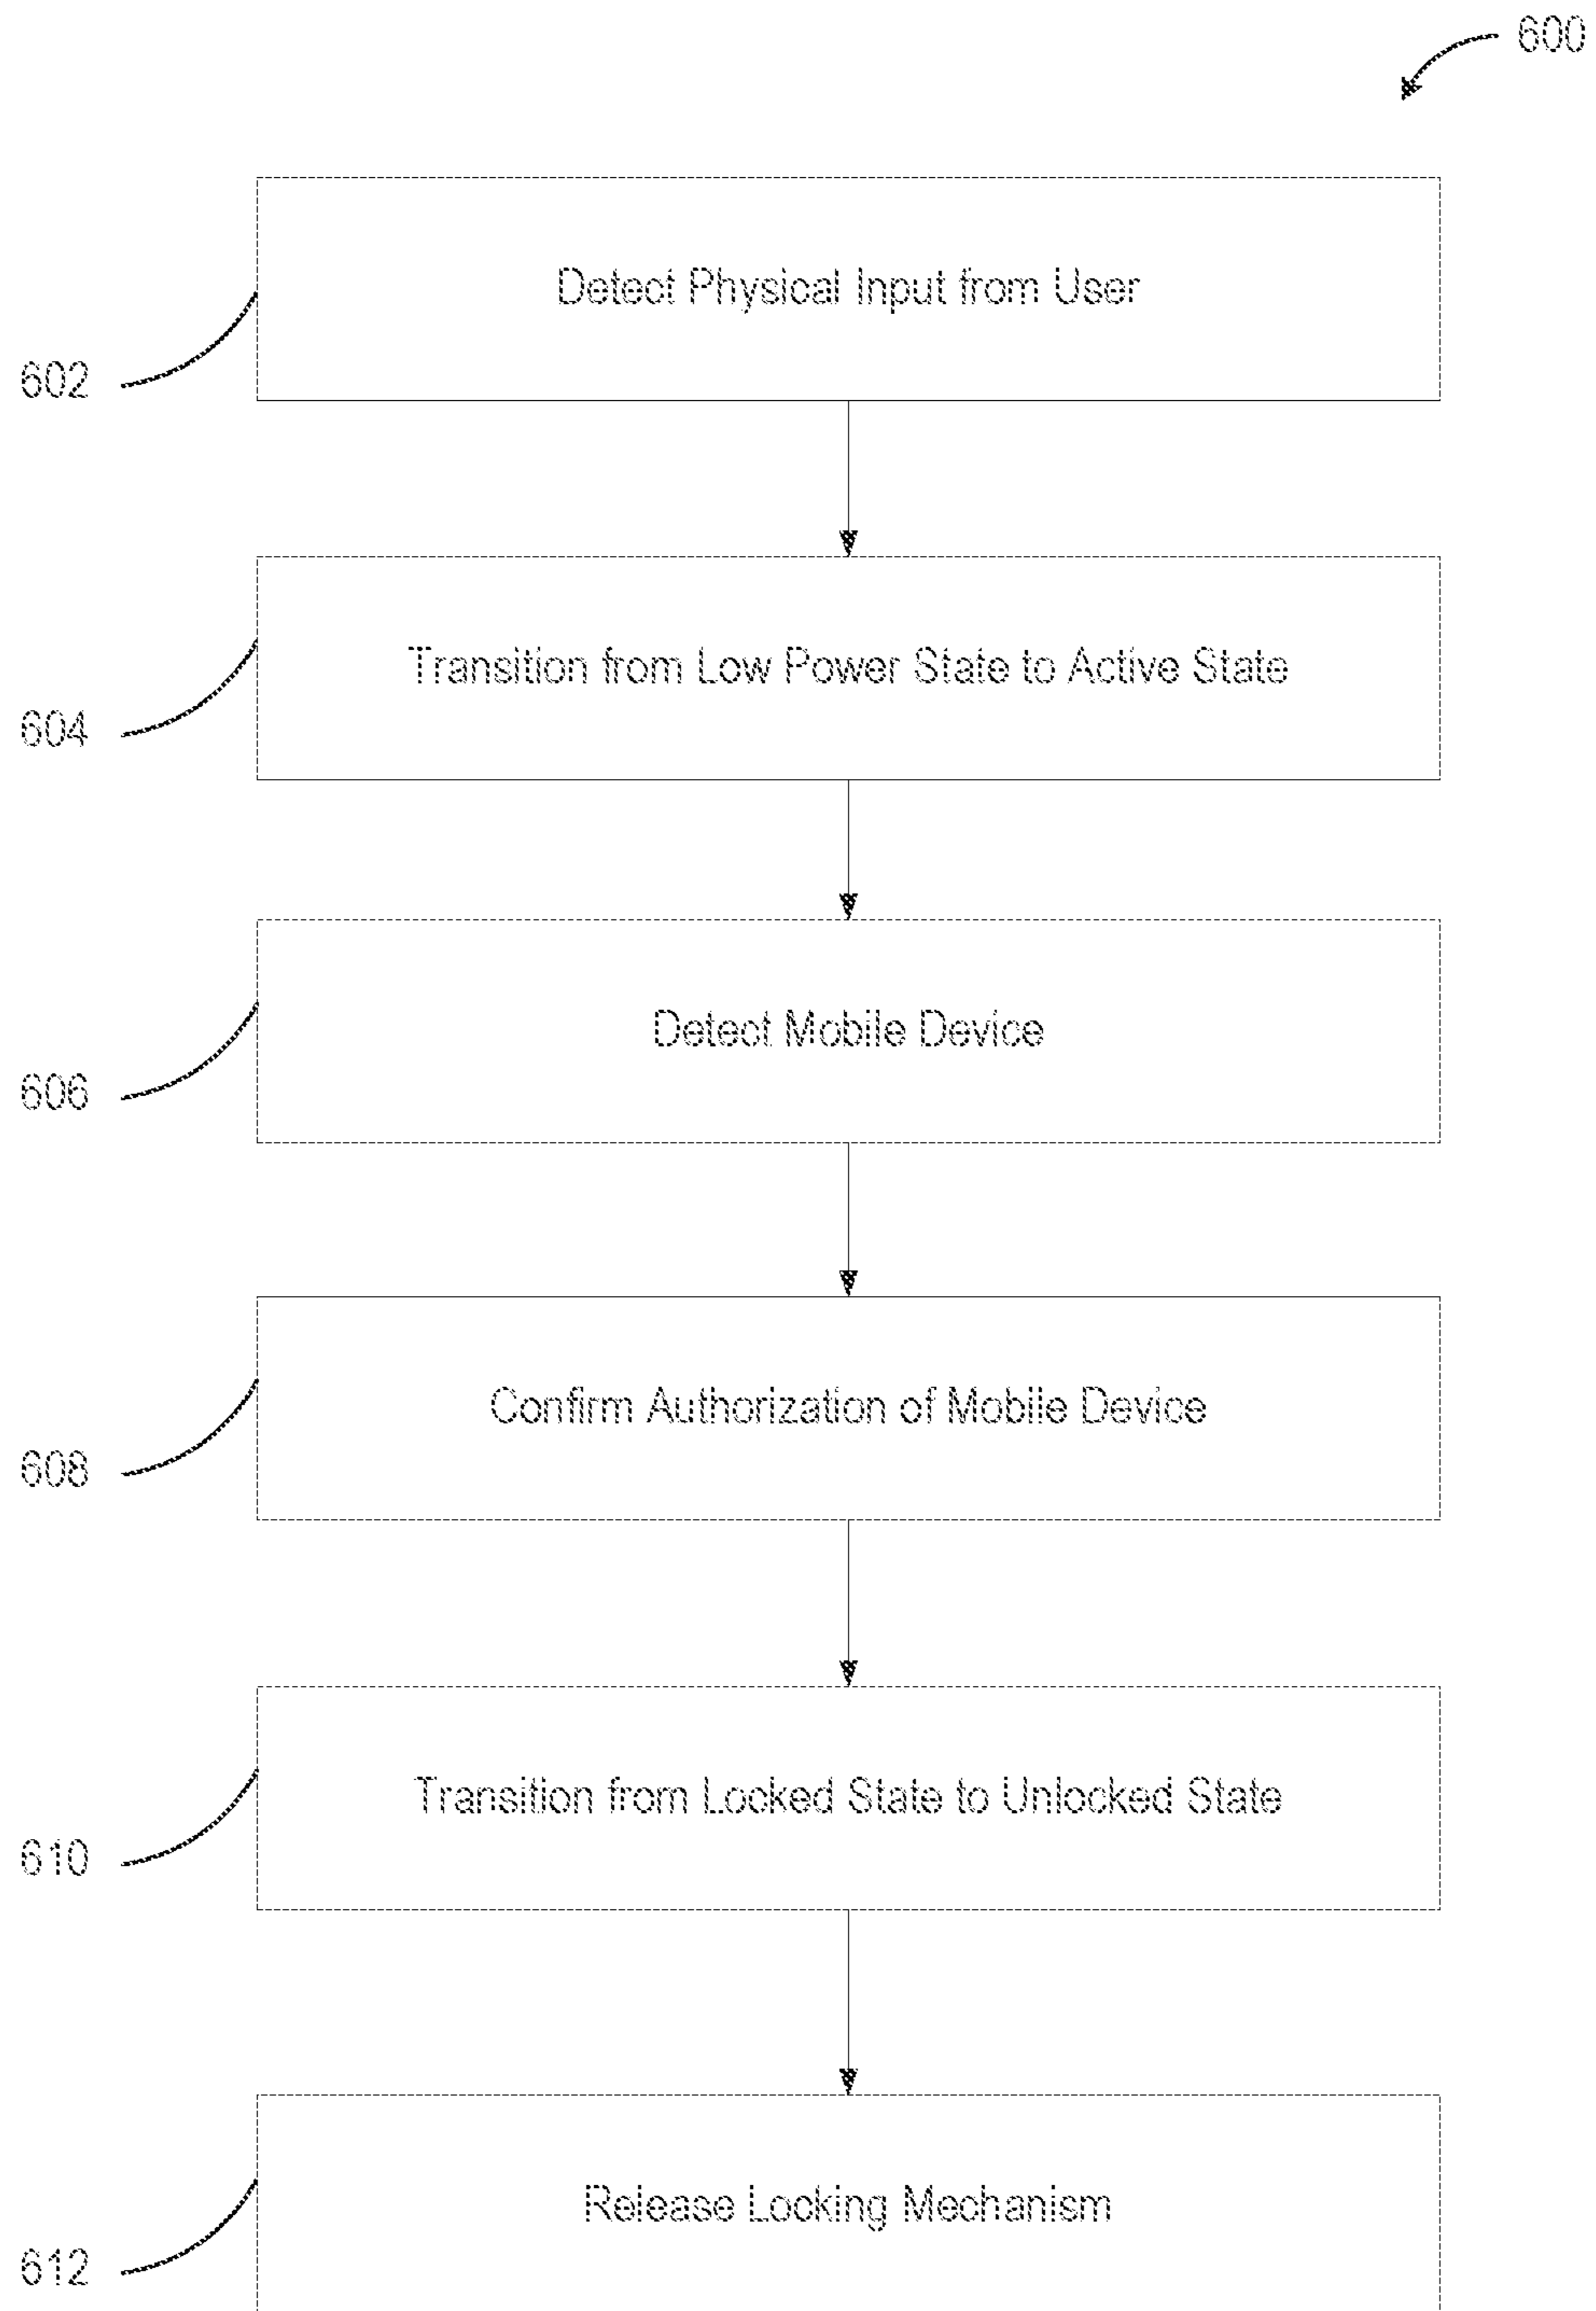 600
Detect Physical Input from User
602
Transition from Low Power State to Active State
604
Detect Mobile Device
606
Confirm Authorization of Mobile Device
608
Transition from Locked State to Unlocked State
610
Release Locking Mechanism
612